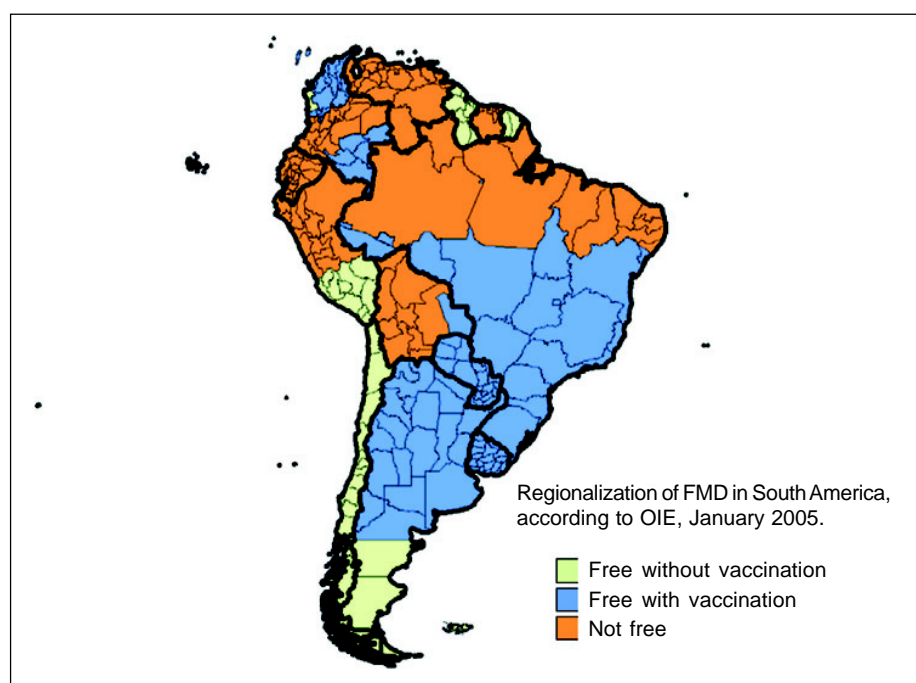 Regionalization of FMD in South America,
according to OIE, January 2005.
Free without vaccination
Free with vaccination
Not free